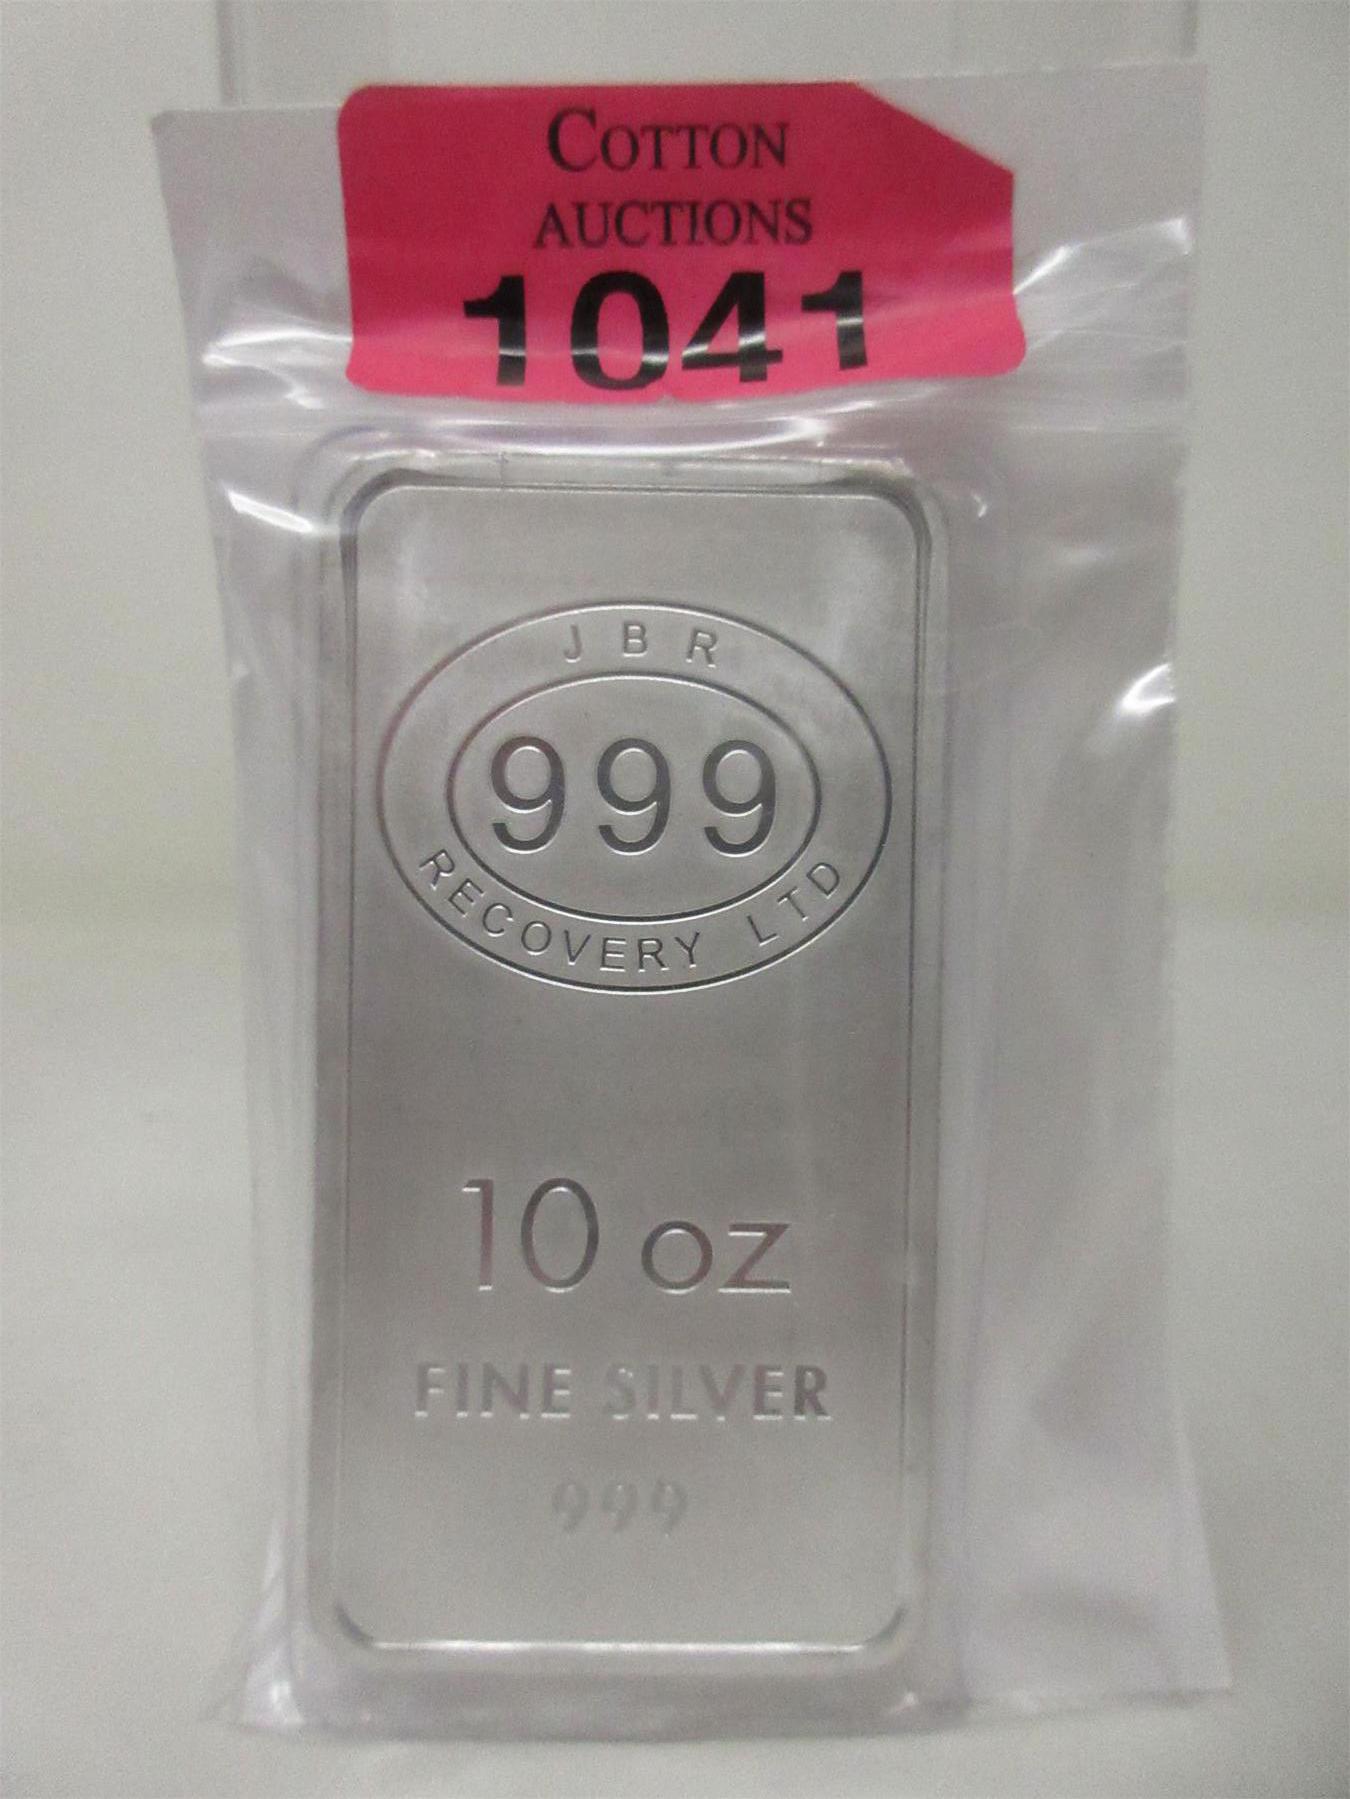 COTTON
AUCTIONS
1041
JBR
999
RECOVERY LTD
10 oz
FINE SILVER
999